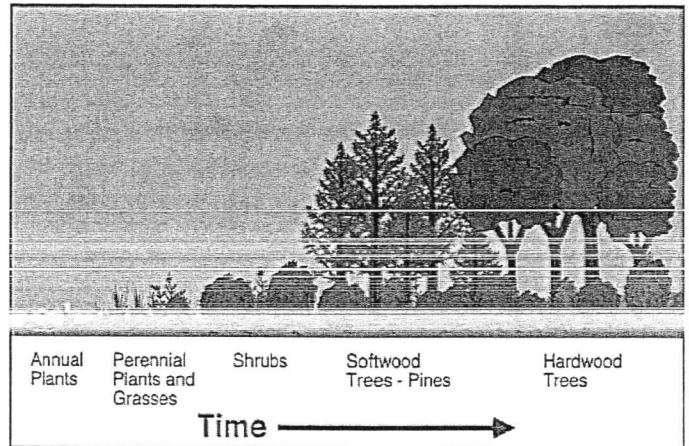 Annual
Plants
Perennial
Plants and
Grasses
Shrubs
Softwood
Trees - Pines
Hardwood
Trees
Time